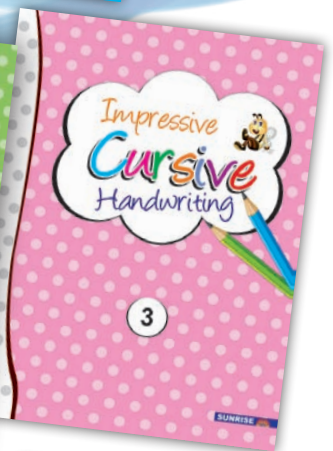 Impressive
Cursive
Handwriting
3
SUNRISE